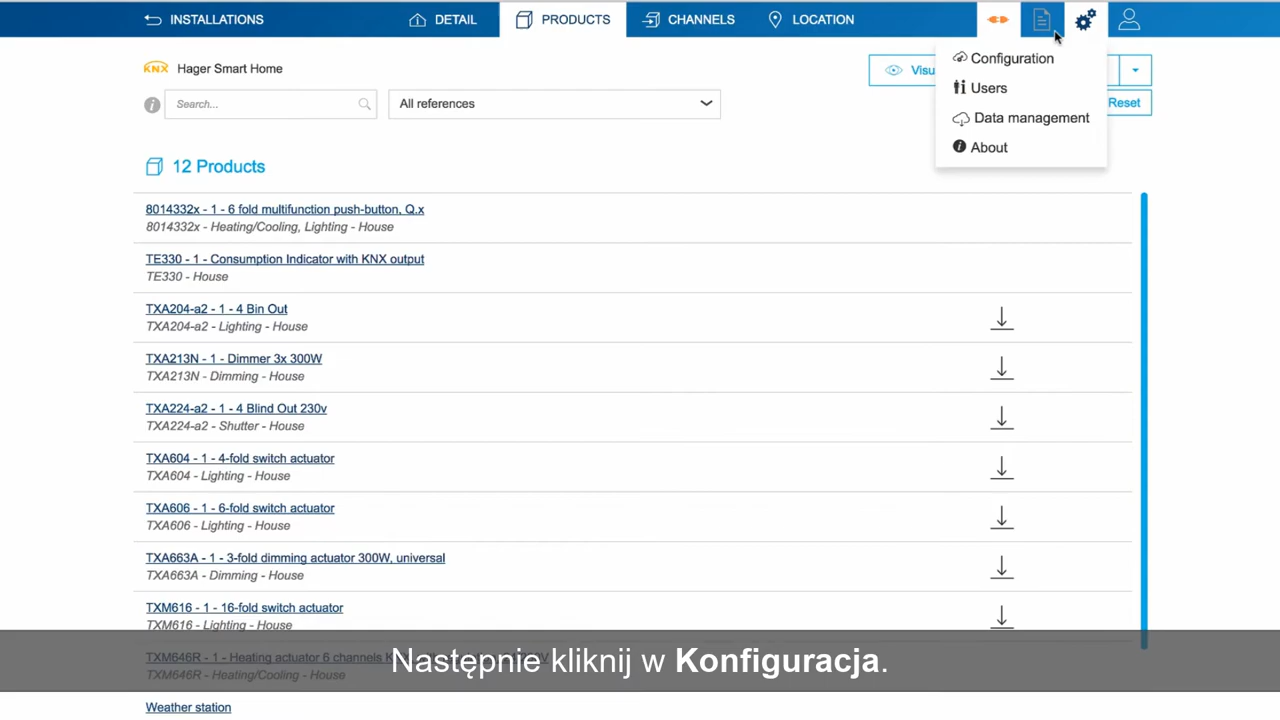 INSTALLATIONS DETAIL PRODUCTS CHANNELS LOCATION
KNX Hager Smart Home
Configuration
Users
Data management
About
Visu
Reset
Search... All references
12 Products
8014332x - 1 - 6 fold multifunction push-button, Q.x
8014332x - Heating/Cooling, Lighting - House
TE330 - 1 - Consumption Indicator with KNX output
TE330 - House
TXA204-a2 - 1 - 4 Bin Out
TXA204-a2 - Lighting - House
TXA213N - 1 - Dimmer 3x 300W
TXA213N - Dimming - House
TXA224-a2 - 1 - 4 Blind Out 230v
TXA224-a2 - Shutter - House
TXA604 - 1 - 4-fold switch actuator
TXA604 - Lighting - House
TXA606 - 1 - 6-fold switch actuator
TXA606 - Lighting - House
TXA663A - 1 - 3-fold dimming actuator 300W, universal
TXA663A - Dimming - House
TXM616 - 1 - 16-fold switch actuator
TXM616 - Lighting - House
TXM646R - 1 - Heating actuator 6 channels
TXM646R - Heating/Cooling - House
Następnie kliknij w Konfiguracja.
Weather station